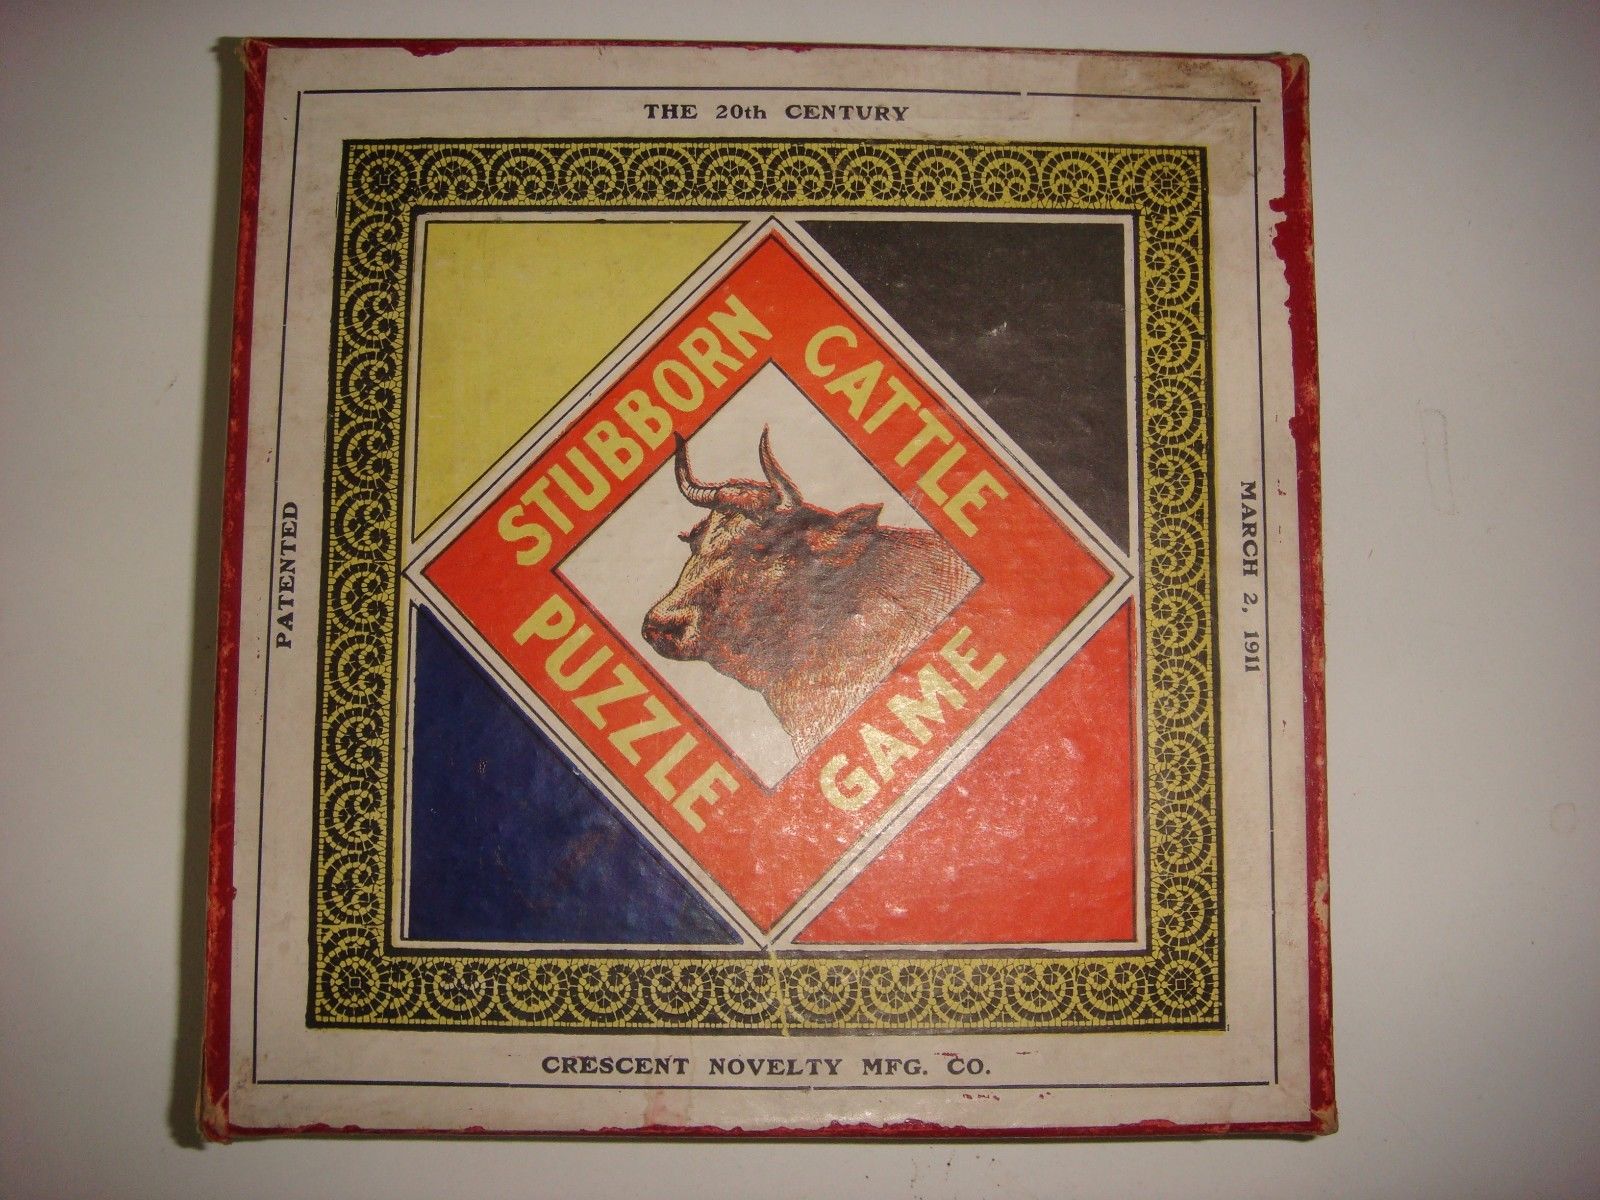 THE 20th CENTURY
STUBBORN
CATTLE
PUZZLE
GAME
PATENTED
MARCH 2, 1911
CRESCENT NOVELTY MFG. CO.